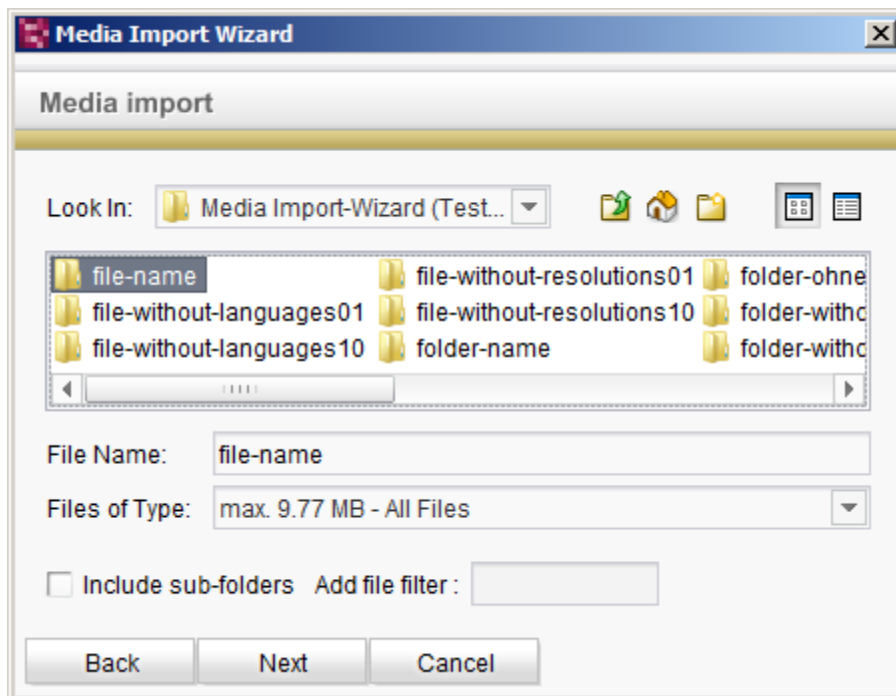 Media Import Wizard
Media import
Look In: Media Import-Wizard (Test...
file-name file-without-resolutions01 folder-ohne
file-without-languages01 file-without-resolutions10 folder-witho
file-without-languages10 folder-name folder-witho
File Name: file-name
Files of Type: max. 9.77 MB - All Files
Include sub-folders Add file filter :
Back Next Cancel